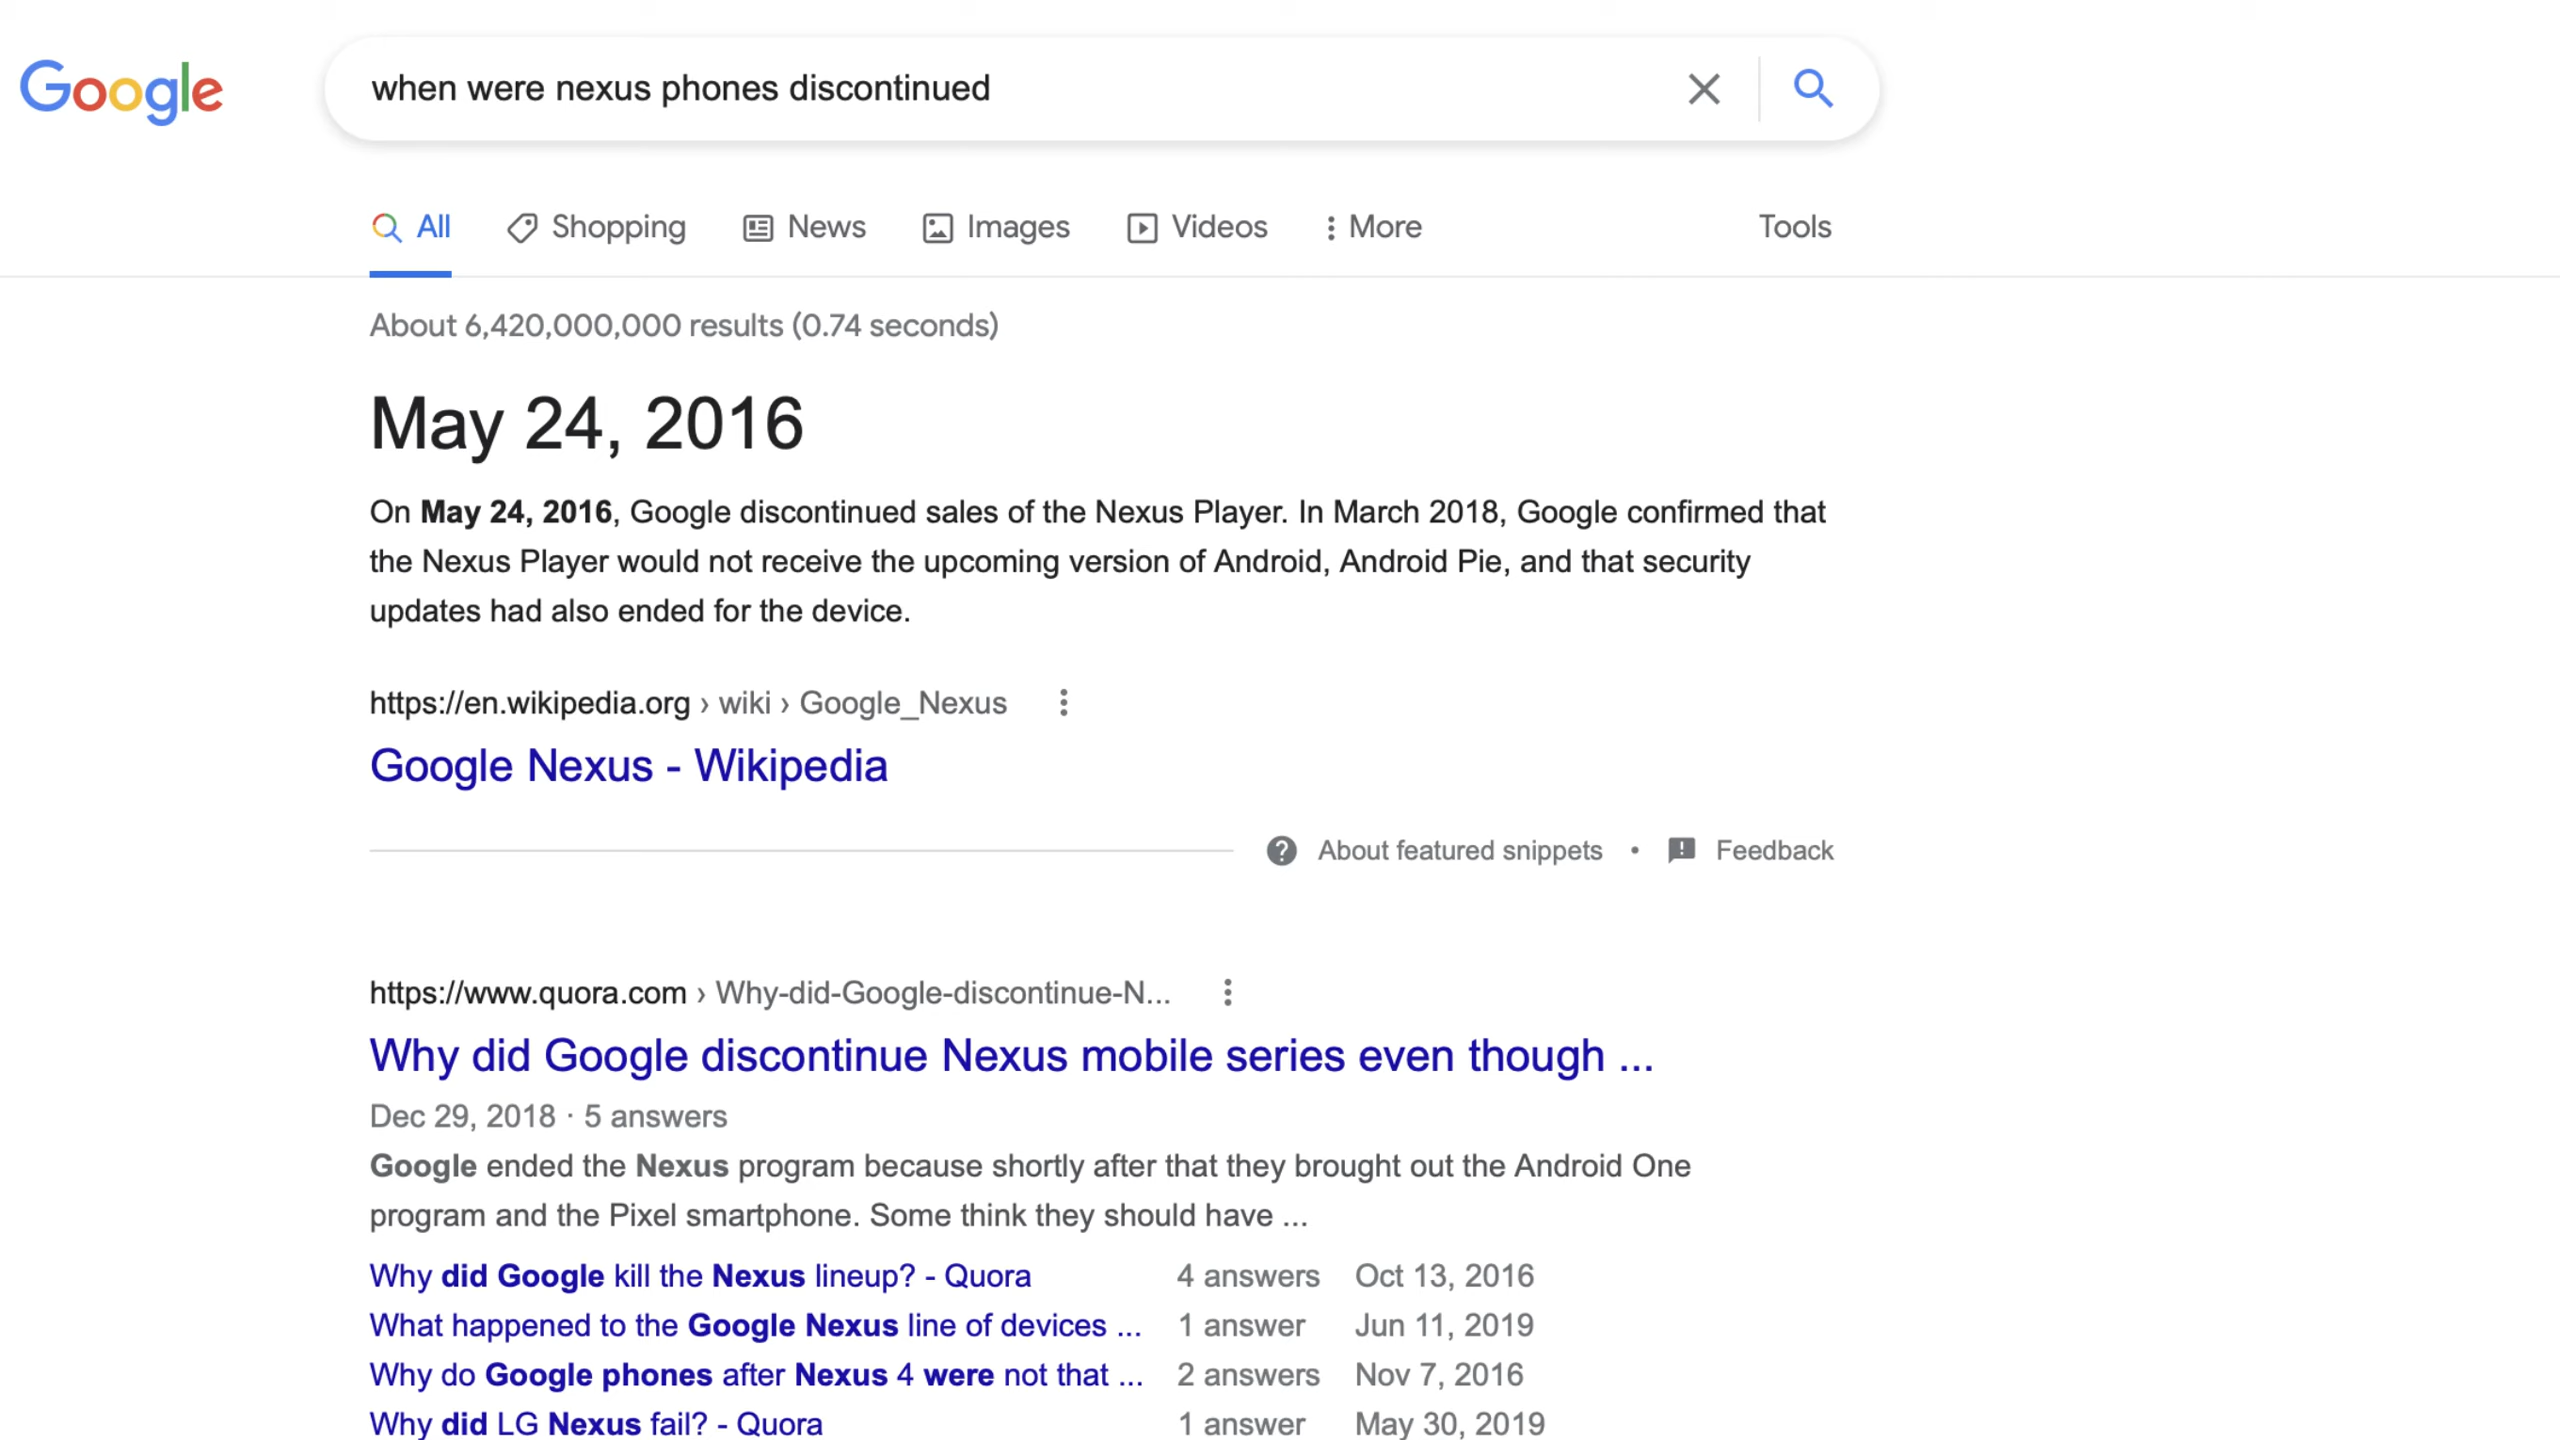 Google
when were nexus phones discontinued
All Shopping News Images Videos More Tools
About 6,420,000,000 results (0.74 seconds)
May 24, 2016
On May 24, 2016, Google discontinued sales of the Nexus Player. In March 2018, Google confirmed that
the Nexus Player would not receive the upcoming version of Android, Android Pie, and that security
updates had also ended for the device.
https://en.wikipedia.org › wiki › Google_Nexus
Google Nexus - Wikipedia
About featured snippets • Feedback
https://www.quora.com › Why-did-Google-discontinue-N...
Why did Google discontinue Nexus mobile series even though ...
Dec 29, 2018 · 5 answers
Google ended the Nexus program because shortly after that they brought out the Android One
program and the Pixel smartphone. Some think they should have ...
Why did Google kill the Nexus lineup? - Quora 4 answers Oct 13, 2016
What happened to the Google Nexus line of devices ... 1 answer Jun 11, 2019
Why do Google phones after Nexus 4 were not that ... 2 answers Nov 7, 2016
Why did LG Nexus fail? - Quora 1 answer May 30, 2019